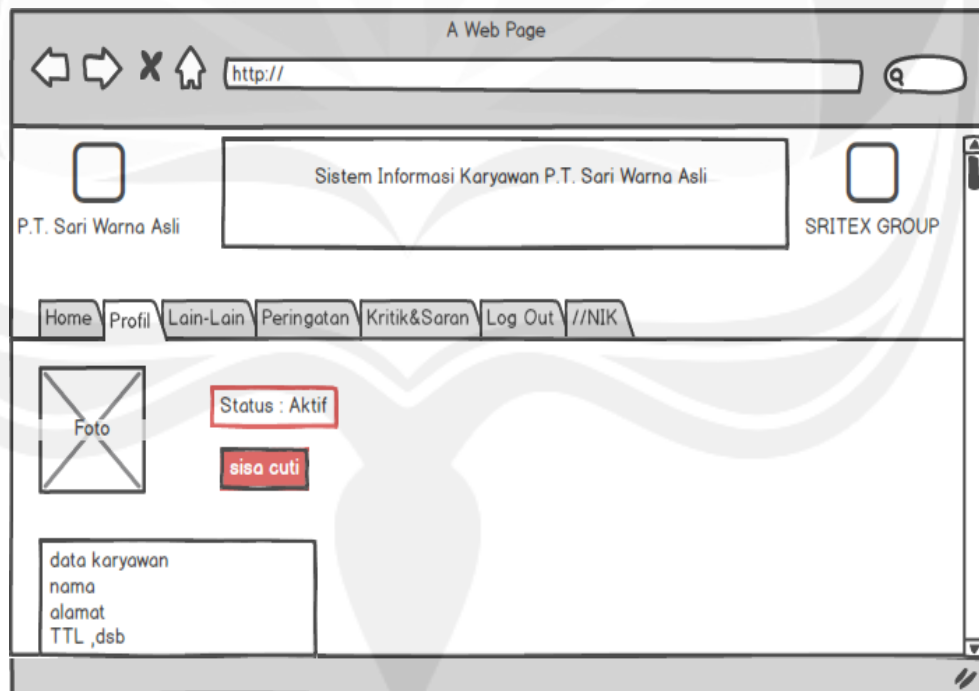 A Web Page
http://
Sistem Informasi Karyawan P.T. Sari Warna Asli
P.T. Sari Warna Asli
SRITEX GROUP
Home Profil Lain-Lain Peringatan Kritik&Saran Log Out //NIK
Foto
Status : Aktif
sisa cuti
data karyawan
nama
alamat
TTL ,dsb